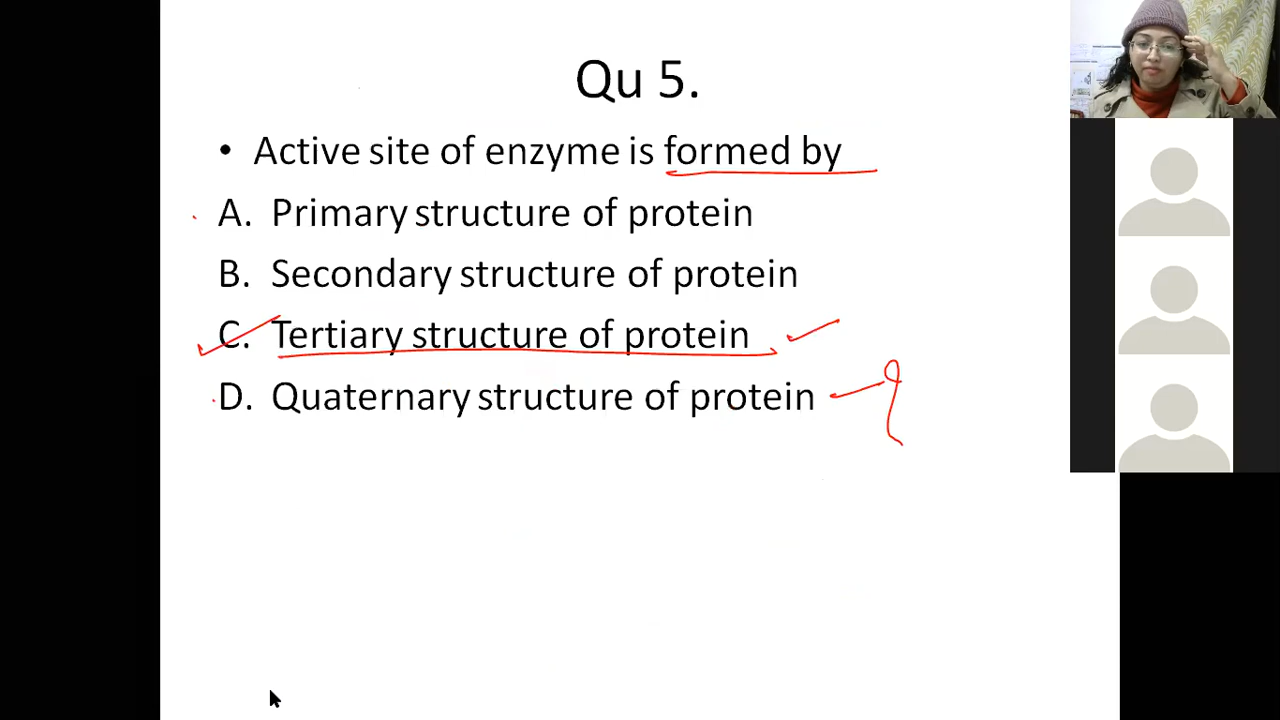 Qu 5.
• Active site of enzyme is formed by
A. Primary structure of protein
B. Secondary structure of protein
C. Tertiary structure of protein
D. Quaternary structure of protein